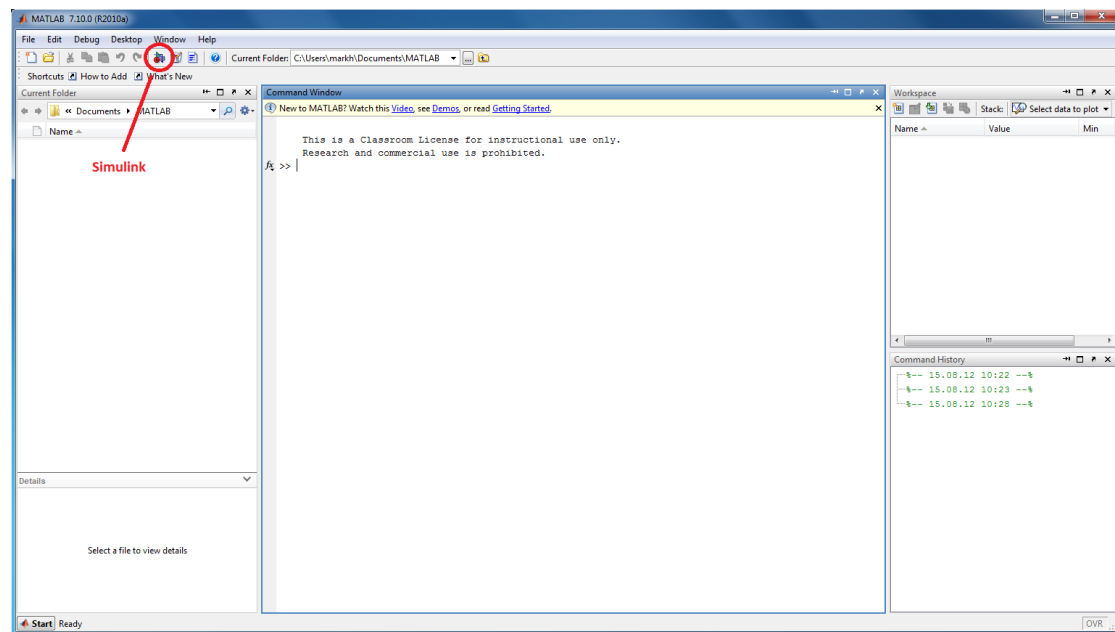 MATLAB 7.10.0 (R2010a)
File Edit Debug Desktop Window Help
Current Folder: C:\Users\markh\Documents\MATLAB
Shortcuts How to Add What's New
Current Folder
« Documents MATLAB
Name
Simulink
Details
Select a file to view details
Command Window
New to MATLAB? Watch this Video, see Demos, or read Getting Started.
This is a Classroom License for instructional use only.
Research and commercial use is prohibited.
fx >>
Workspace
Stack: Select data to plot
Name Value Min
Command History
%-- 15.08.12 10:22 --%
%-- 15.08.12 10:23 --%
%-- 15.08.12 10:28 --%
Start Ready
OVR